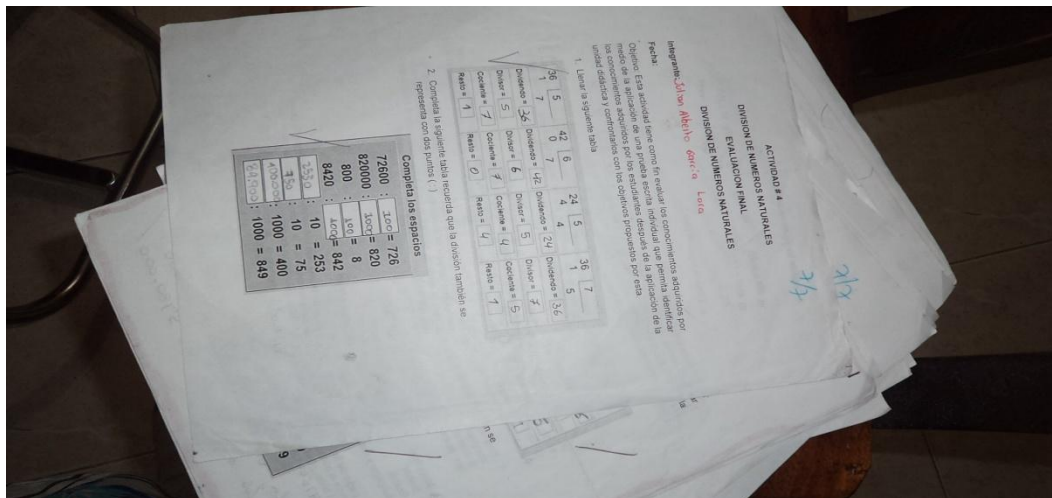 7/7
7/7
ACTIVIDAD # 4
DIVISION DE NUMEROS NATURALES
EVALUACION FINAL
DIVISION DE NUMEROS NATURALES
Integrante: Alberto García Lora
Fecha:
Objetivo: Esta actividad tiene como fin evaluar los conocimientos adquiridos por
medio de la aplicación de una prueba escrita individual que permita identificar
los conocimientos adquiridos por los estudiantes después de la aplicación de la
unidad didáctica y confrontarlos con los objetivos propuestos por esta
1. Llenar la siguiente tabla
36 5 42 6 24 5 36 7
1 7 0 7 4 4 1 5
Dividendo = 36 Dividendo = 42 Dividendo = 24 Dividendo = 36
Divisor = 5 Divisor = 6 Divisor = 5 Divisor = 7
Cociente = 7 Cociente = 7 Cociente = 4 Cociente = 5
Resto = 1 Resto = 0 Resto = 4 Resto = 1
2. Completa la siguiente tabla recuerda que la división también se
representa con dos puntos ( : )
Completa los espacios
72600 : 100 = 726
820000 : 1000 = 820
800 : 100 = 8
8420 : = 842
2530 : 10 = 253
750 : 10 = 75
: 1000 = 400
: 1000 = 849